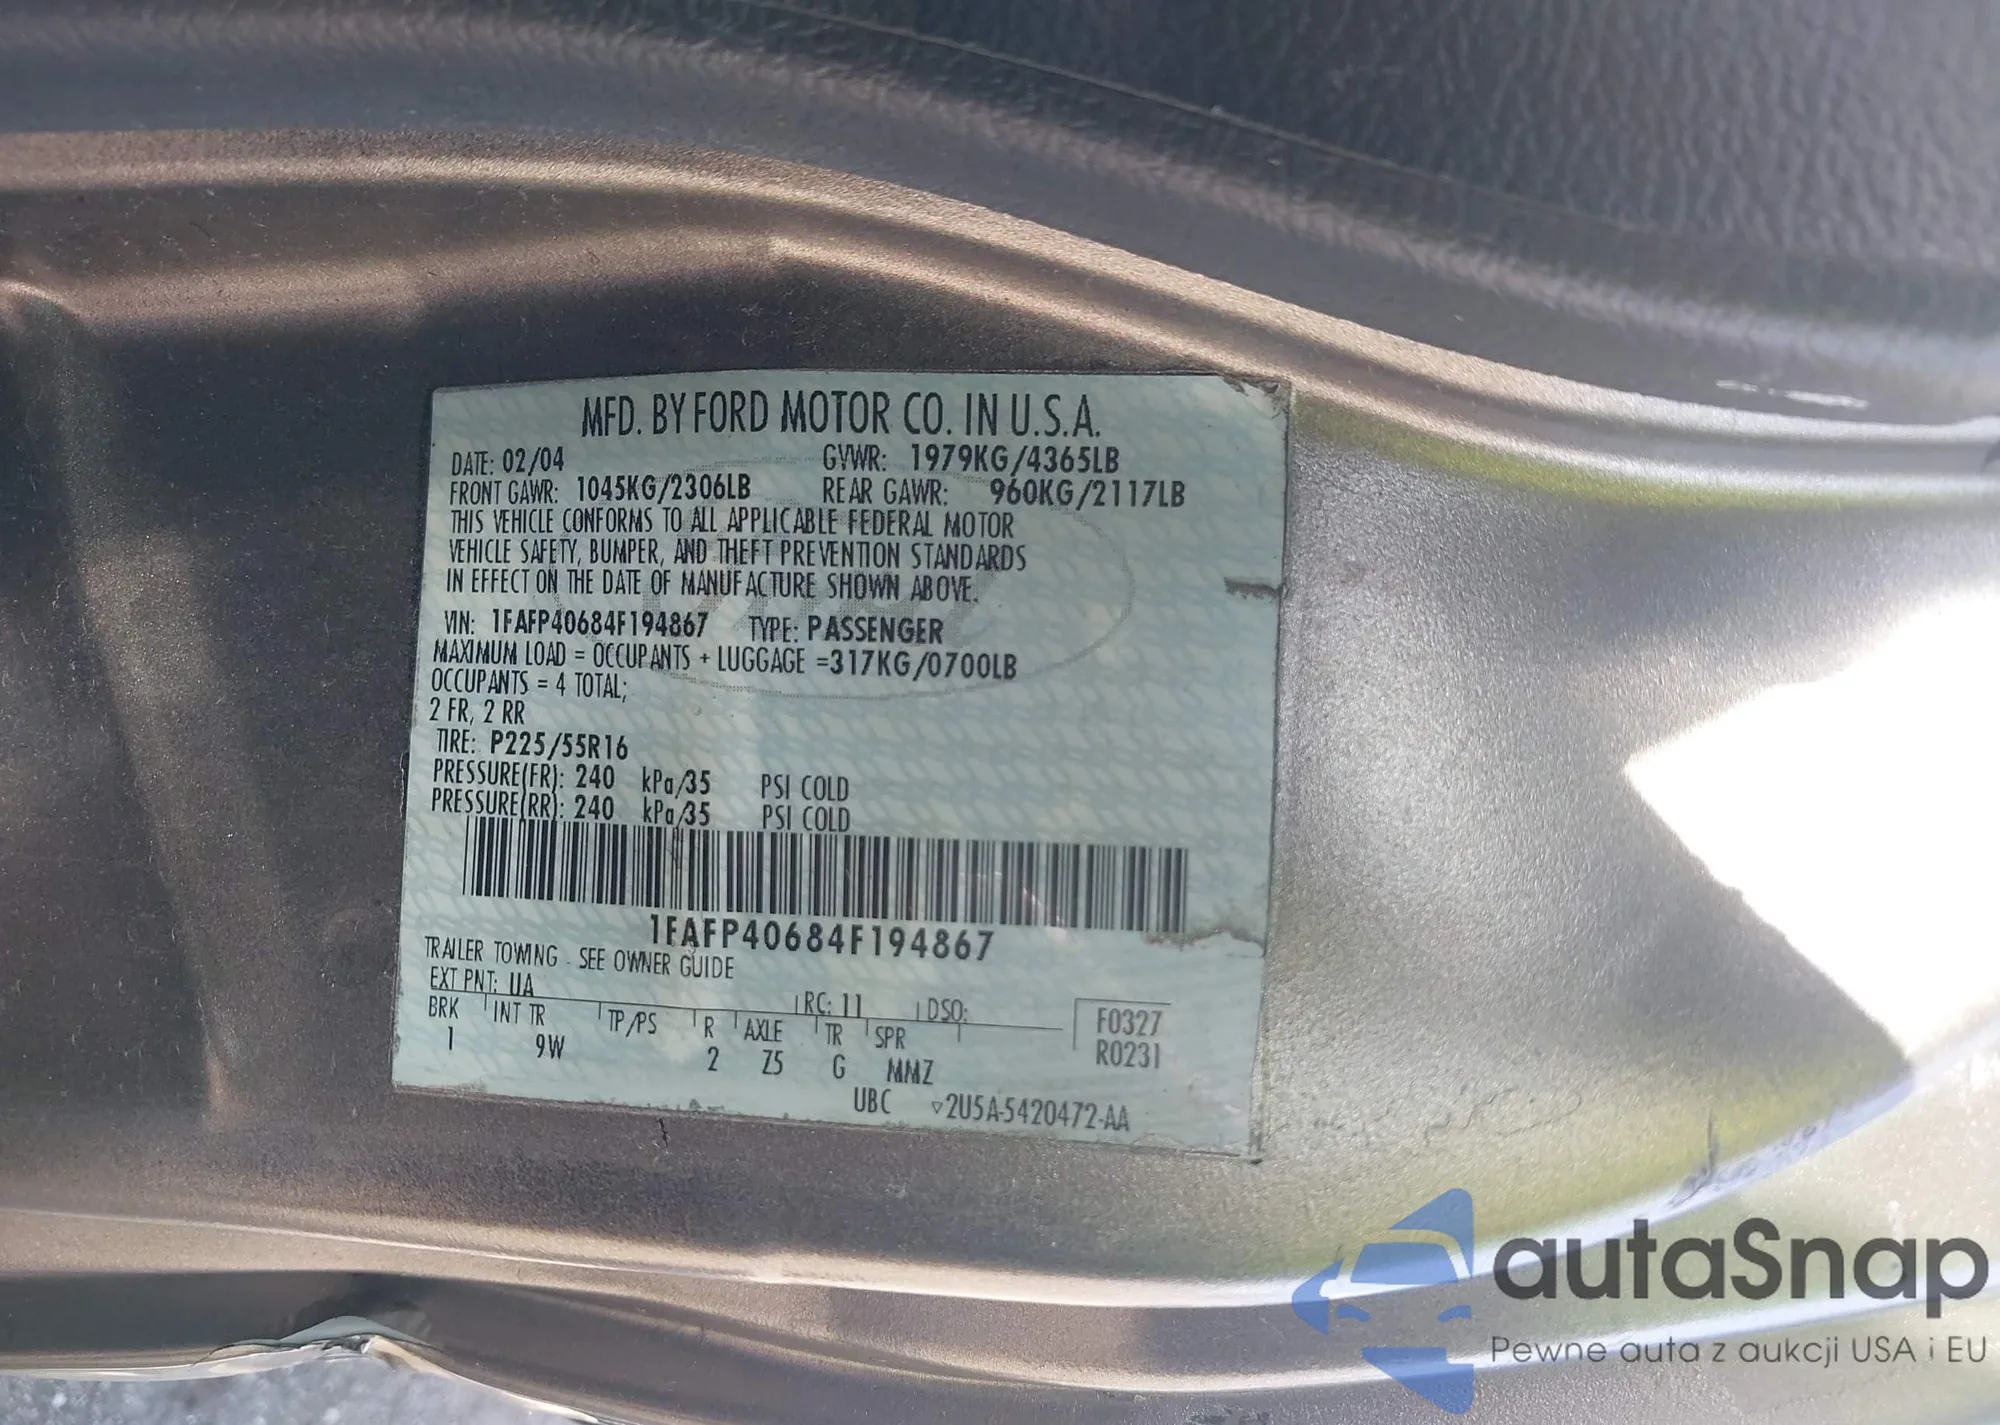 MFD. BY FORD MOTOR CO. IN U.S.A.
DATE: 02/04 GVWR: 1979KG/4365LB
FRONT GAWR: 1045KG/2306LB REAR GAWR: 960KG/2117LB
THIS VEHICLE CONFORMS TO ALL APPLICABLE FEDERAL MOTOR
VEHICLE SAFETY, BUMPER, AND THEFT PREVENTION STANDARDS
IN EFFECT ON THE DATE OF MANUFACTURE SHOWN ABOVE.
VIN: 1FAFP40684F194867 TYPE: PASSENGER
MAXIMUM LOAD = OCCUPANTS + LUGGAGE =317KG/0700LB
OCCUPANTS = 4 TOTAL;
2 FR, 2 RR
TIRE: P225/55R16
PRESSURE(FR): 240 kPa/35 PSI COLD
PRESSURE(RR): 240 kPa/35 PSI COLD
1FAFP40684F194867
TRAILER TOWING - SEE OWNER GUIDE
EXT PNT: UA RC: 11 DSO:
BRK INT TR TP/PS R AXLE TR SPR F0327
1 9W 2 Z5 G MMZ R0231
UBC ▿2U5A-5420472-AA
autaSnap
Pewne auta z aukcji USA i EU